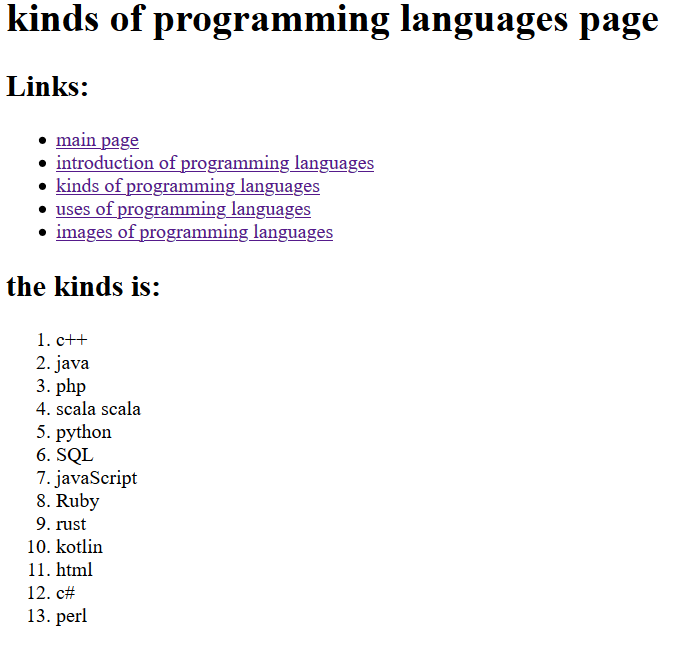 kinds of programming languages page
Links:
main page
introduction of programming languages
kinds of programming languages
uses of programming languages
images of programming languages
the kinds is:
1. c++
2. java
3. php
4. scala scala
5. python
6. SQL
7. javaScript
8. Ruby
9. rust
10. kotlin
11. html
12. c#
13. perl